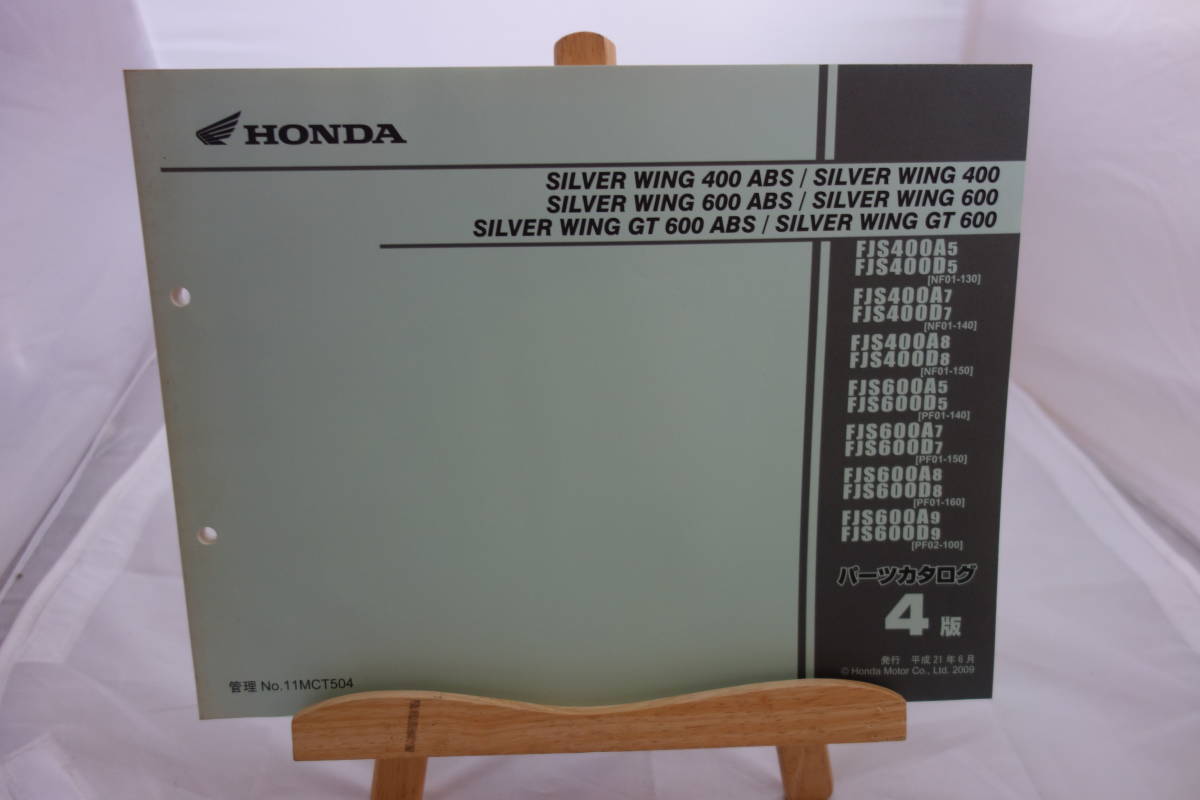 HONDA
SILVER WING 400 ABS / SILVER WING 400
SILVER WING 600 ABS / SILVER WING 600
SILVER WING GT 600 ABS / SILVER WING GT 600
FJS400A5
FJS400D5
[NF01-130]
FJS400A7
FJS400D7
[NF01-140]
FJS400A8
FJS400D8
[NF01-150]
FJS600A5
FJS600D5
[PF01-140]
FJS600A7
FJS600D7
[PF01-150]
FJS600A8
FJS600D8
[PF01-160]
FJS600A9
FJS600D9
[PF02-100]
パーツカタログ
4版
発行 平成21年6月
© Honda Motor Co., Ltd. 2009
管理 No.11MCT504